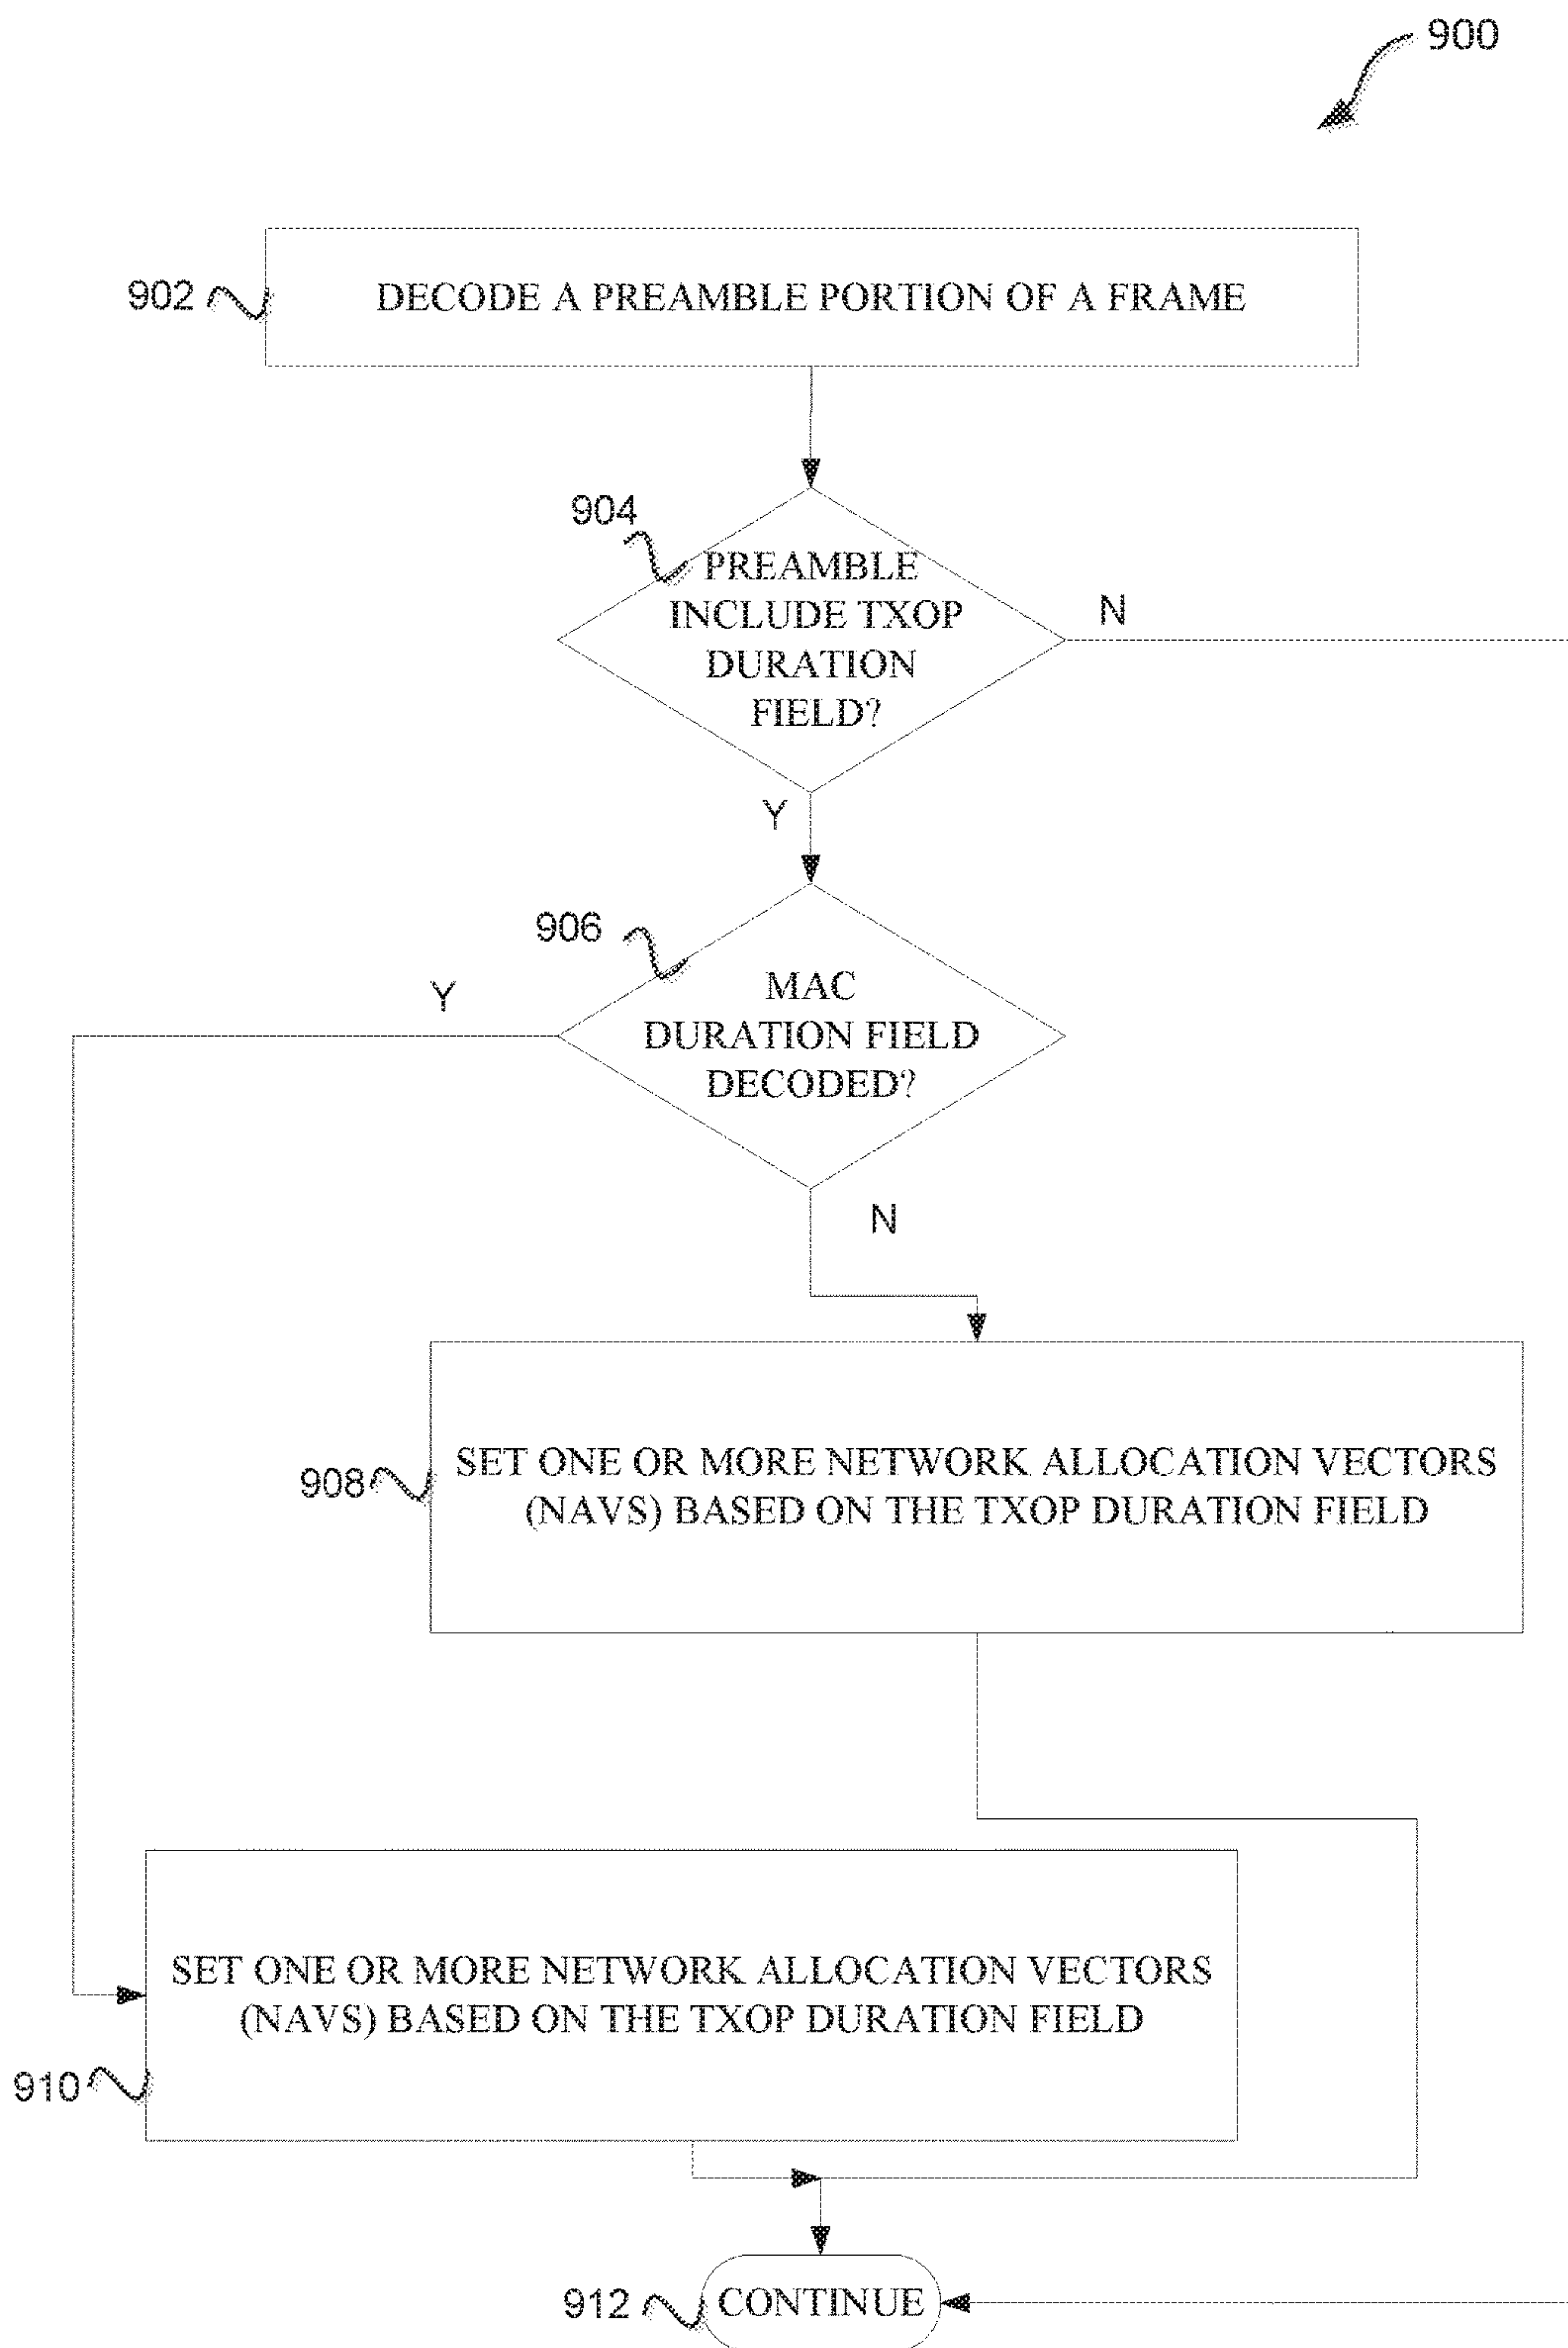 900
902
DECODE A PREAMBLE PORTION OF A FRAME
904
PREAMBLE
INCLUDE TXOP
DURATION
FIELD?
N
Y
906
MAC
DURATION FIELD
DECODED?
Y
N
908
SET ONE OR MORE NETWORK ALLOCATION VECTORS
(NAVS) BASED ON THE TXOP DURATION FIELD
SET ONE OR MORE NETWORK ALLOCATION VECTORS
(NAVS) BASED ON THE TXOP DURATION FIELD
910
912
CONTINUE